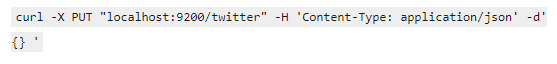 curl -X PUT "localhost:9200/twitter" -H 'Content-Type: application/json' -d'
{} '